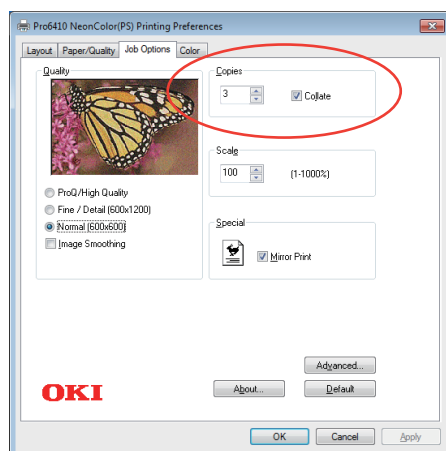 Pro6410 NeonColor(PS) Printing Preferences
Layout Paper/Quality Job Options Color
Quality
ProQ/High Quality
Fine / Detail (600x1200)
Normal (600x600)
Image Smoothing
Copies
3 Collate
Scale
100 (1-1000%)
Special
Mirror Print
Advanced...
OKI About... Default
OK Cancel Apply